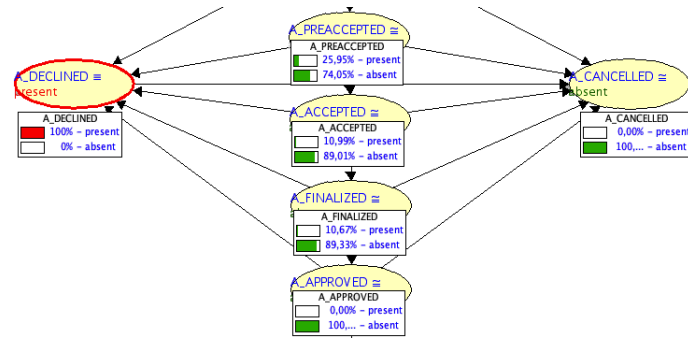 A_PREACCEPTED ≅
A_PREACCEPTED
25,95% - present
74,05% - absent
A_DECLINED ≅
present
A_CANCELLED ≅
absent
A_DECLINED
100% - present
0% - absent
A_ACCEPTED ≅
A_ACCEPTED
10,99% - present
89,01% - absent
A_CANCELLED
0,00% - present
100,... - absent
A_FINALIZED ≅
A_FINALIZED
10,67% - present
89,33% - absent
A_APPROVED ≅
A_APPROVED
0,00% - present
100,... - absent